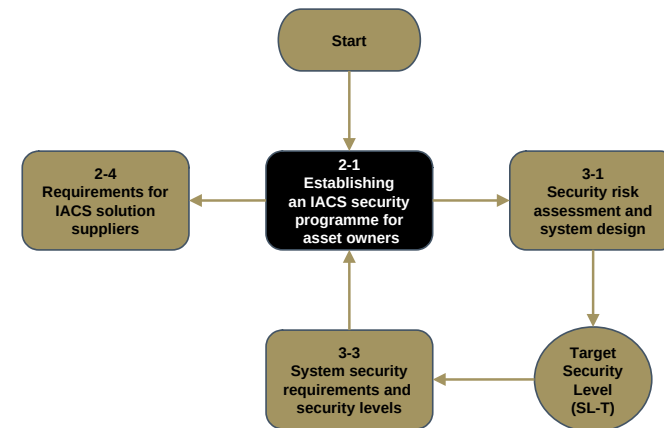 Start
2-4
Requirements for
IACS solution
suppliers
2-1
Establishing
an IACS security
programme for
asset owners
3-1
Security risk
assessment and
system design
3-3
System security
requirements and
security levels
Target
Security
Level
(SL-T)